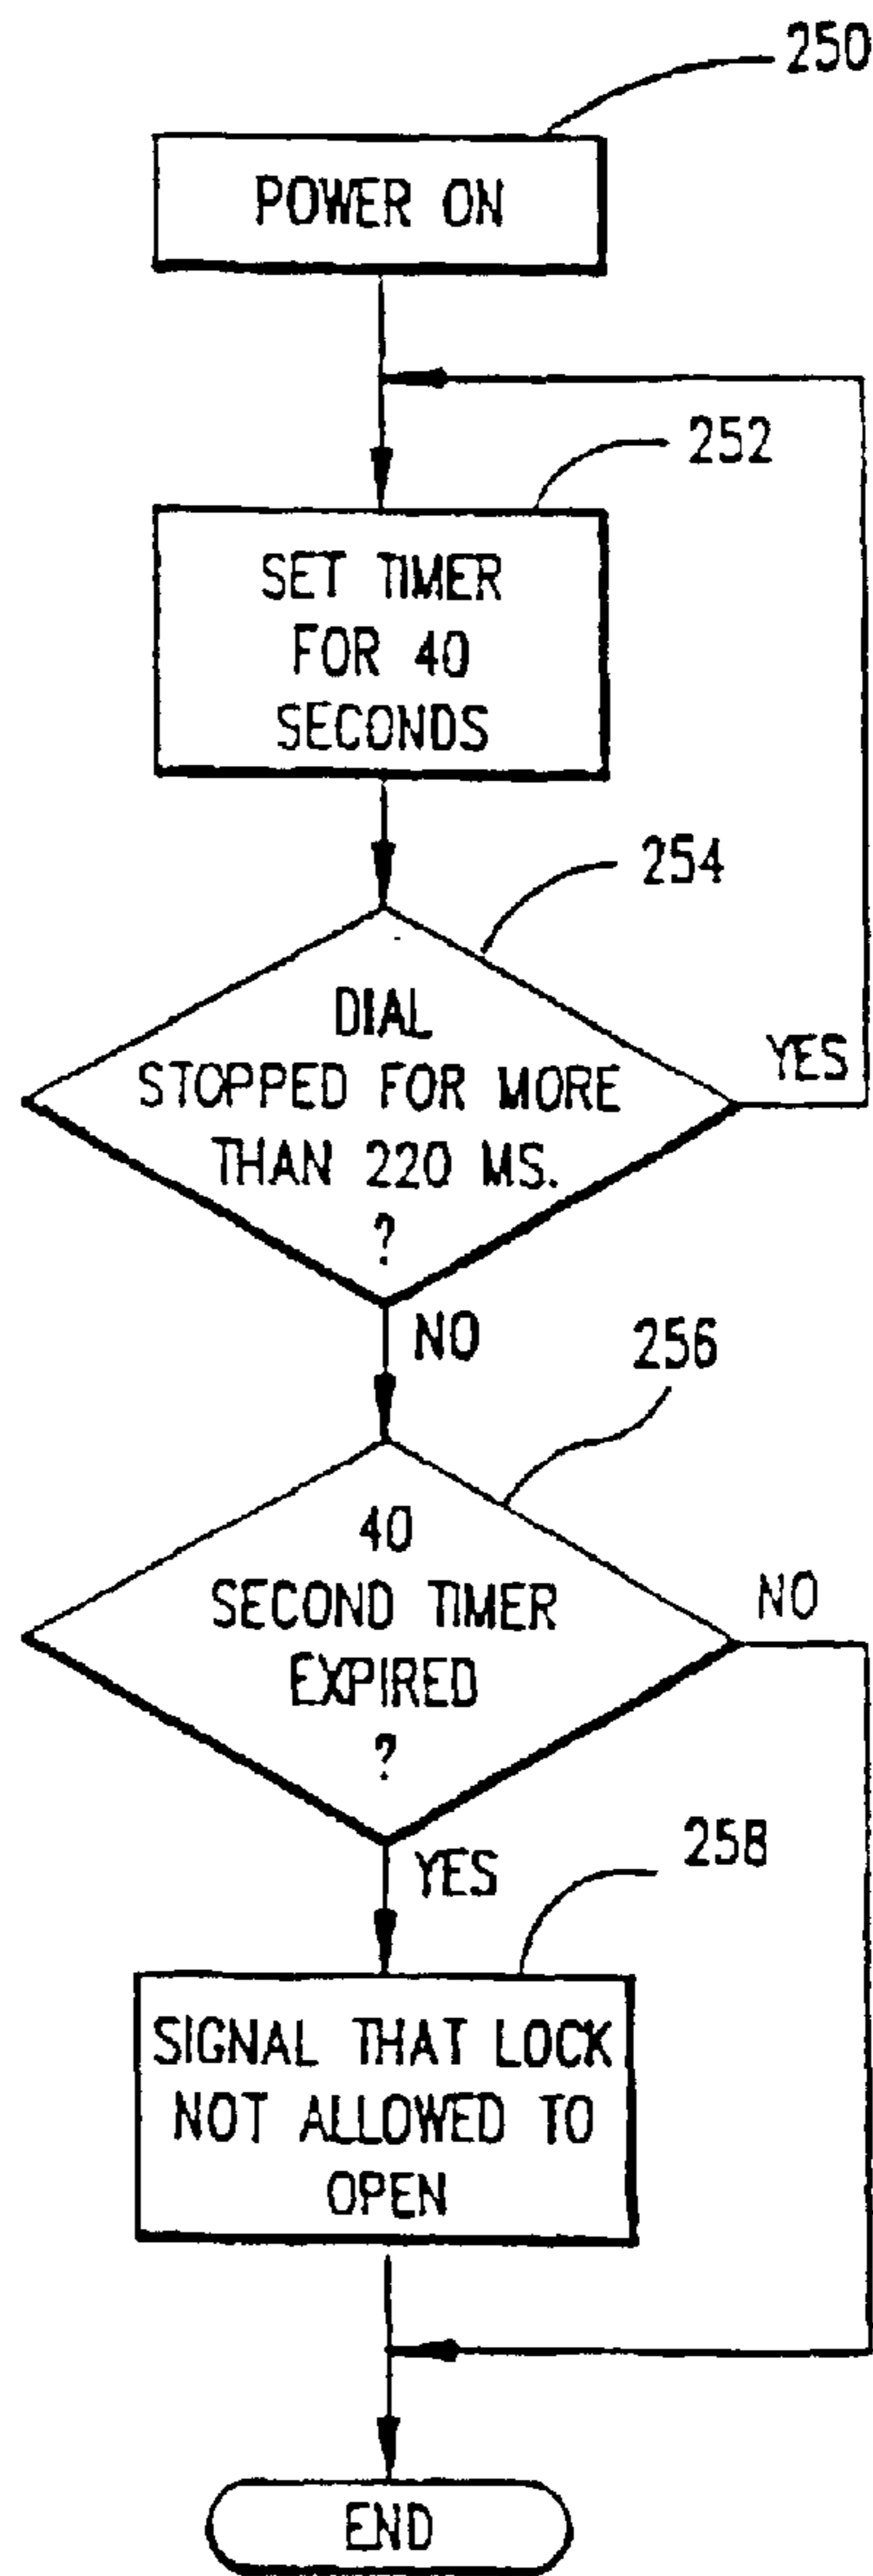 250
POWER ON
252
SET TIMER
FOR 40
SECONDS
254
DIAL
STOPPED FOR MORE
THAN 220 MS.
?
YES
NO
256
40
SECOND TIMER
EXPIRED
?
NO
YES
258
SIGNAL THAT LOCK
NOT ALLOWED TO
OPEN
END